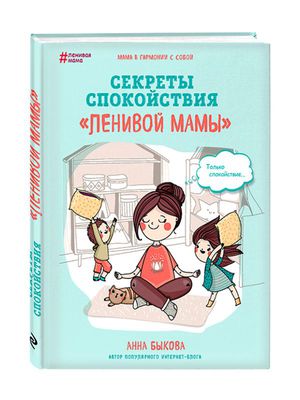 #ленивая
мама
МАМА В ГАРМОНИИ С СОБОЙ
СЕКРЕТЫ
СПОКОЙСТВИЯ
«ЛЕНИВОЙ МАМЫ»
Только
спокойствие...
АННА БЫКОВА
АВТОР ПОПУЛЯРНОГО ИНТЕРНЕТ-БЛОГА
«ЛЕНИВОЙ МАМЫ»
СПОКОЙСТВИЯ